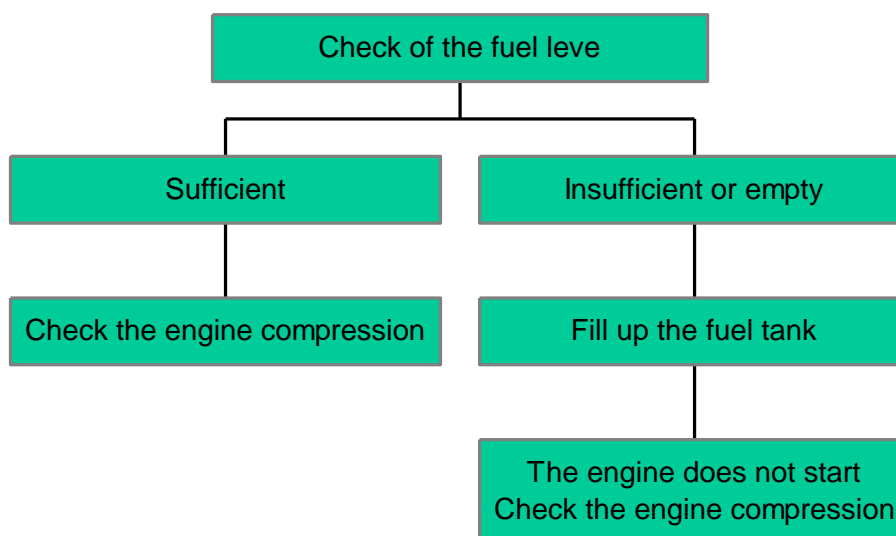 Check of the fuel leve
Sufficient
Insufficient or empty
Check the engine compression
Fill up the fuel tank
The engine does not start
Check the engine compression